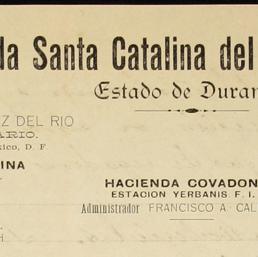 da Santa Catalina del
Estado de Duran
Z DEL RIO
ARIO.
xico, D. F
INA
HACIENDA COVADON
ESTACION YERBANIS F. I.
Administrador FRANCISCO A. CAL